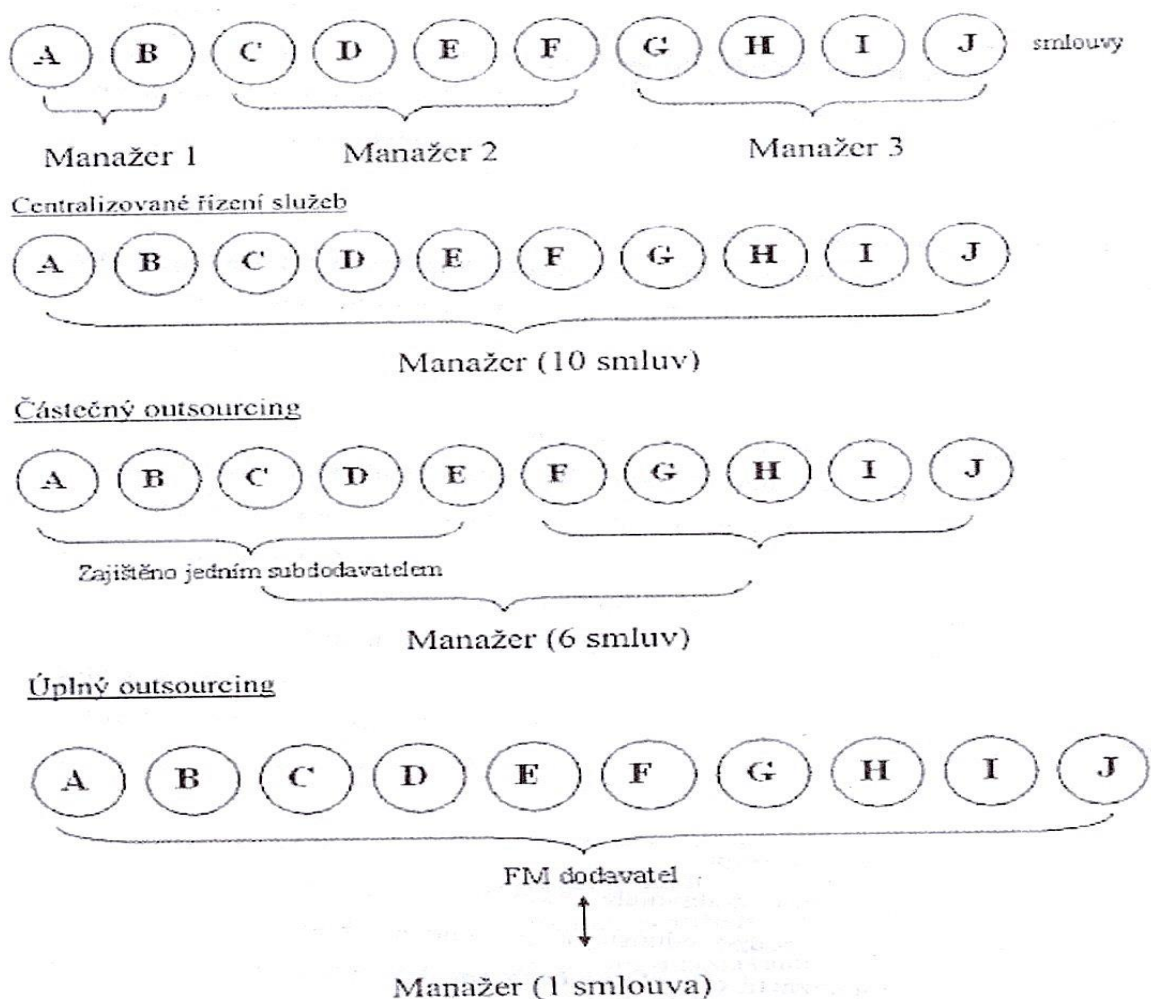 A B C D E F G H I J smlouvy
Manažer 1 Manažer 2 Manažer 3
Centralizované řízení služeb
A B C D E F G H I J
Manažer (10 smluv)
Částečný outsourcing
A B C D E F G H I J
Zajištěno jedním subdodavatelem
Manažer (6 smluv)
Úplný outsourcing
A B C D E F G H I J
FM dodavatel
Manažer (1 smlouva)